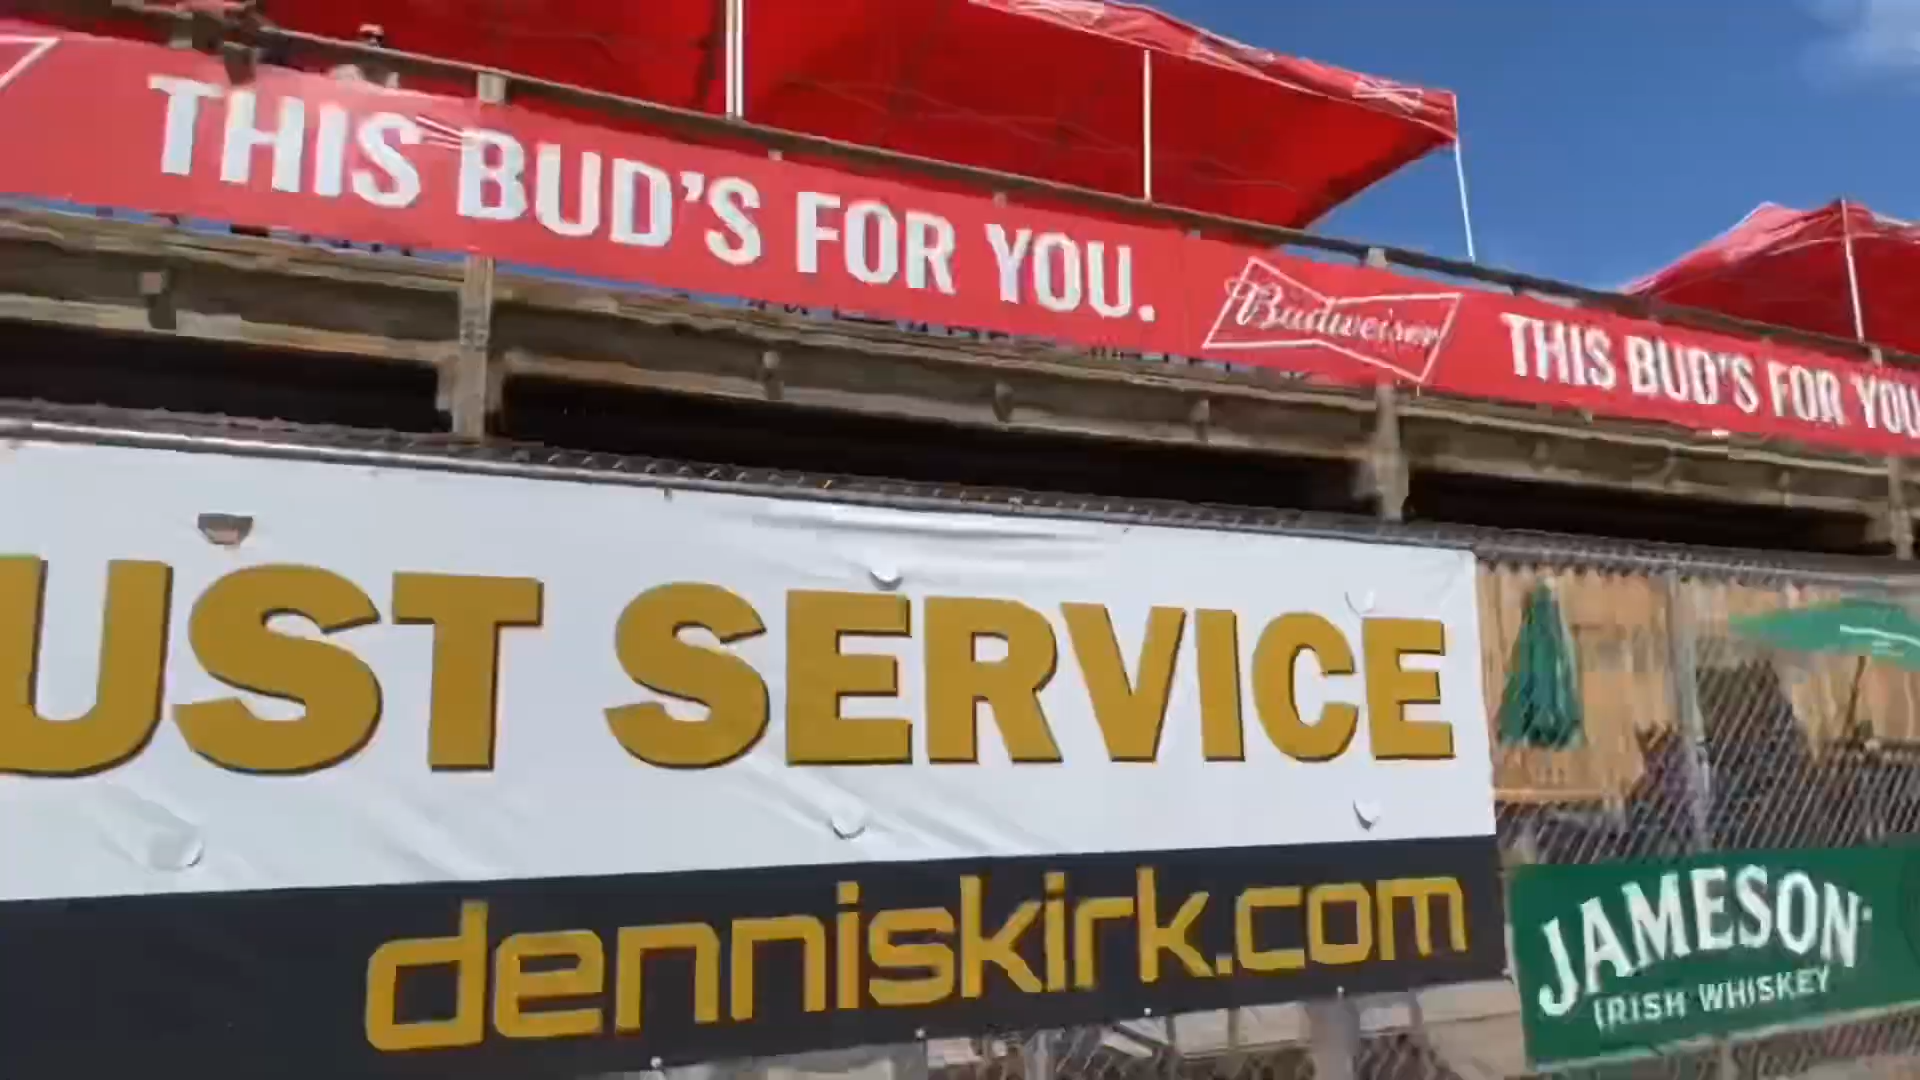 THIS BUD'S FOR YOU.
Budweiser
THIS BUD'S FOR YOU
UST SERVICE
denniskirk.com
JAMESON
IRISH WHISKEY